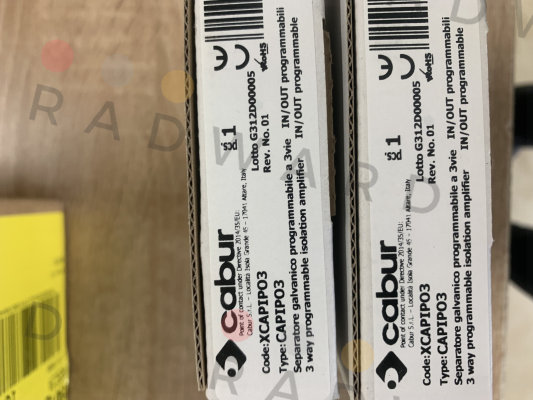 cabur
Point of contact under Directive 2014/35/EU:
Cabur S.r.l. - Località Isola Grande 45 - 17041 Altare, Italy
1
Lotto G312D00005
Rev. No. 01
Code:XCAPIPO3
Type:CAPIPO3
Separatore galvanico programmabile a 3vie IN/OUT programmabili
3 way programmable isolation amplifier IN/OUT programmable
cabur
Point of contact under Directive 2014/35/EU:
Cabur S.r.l. - Località Isola Grande 45 - 17041 Altare, Italy
1
Lotto G312D00005
Rev. No. 01
Code:XCAPIPO3
Type:CAPIPO3
Separatore galvanico programmabile a 3vie IN/OUT programmabili
3 way programmable isolation amplifier IN/OUT programmable
RADWARD
RADW